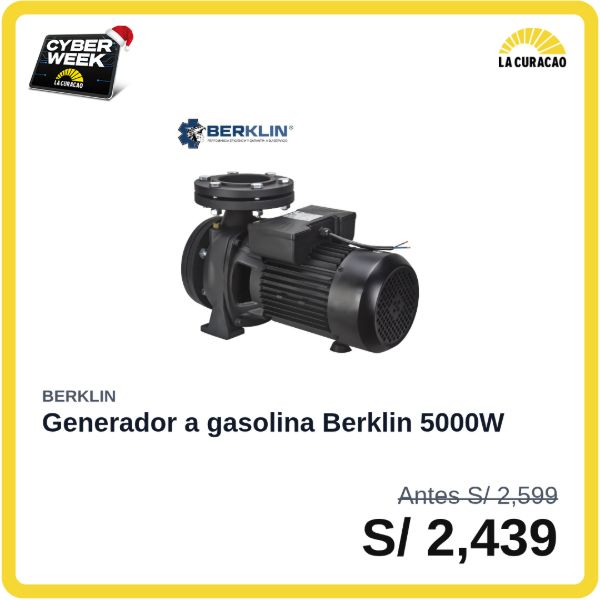 CYBER
WEEK
LA CURACAO
LA CURACAO
BERKLIN®
BERKLIN
Generador a gasolina Berklin 5000W
Antes S/ 2,599
S/ 2,439